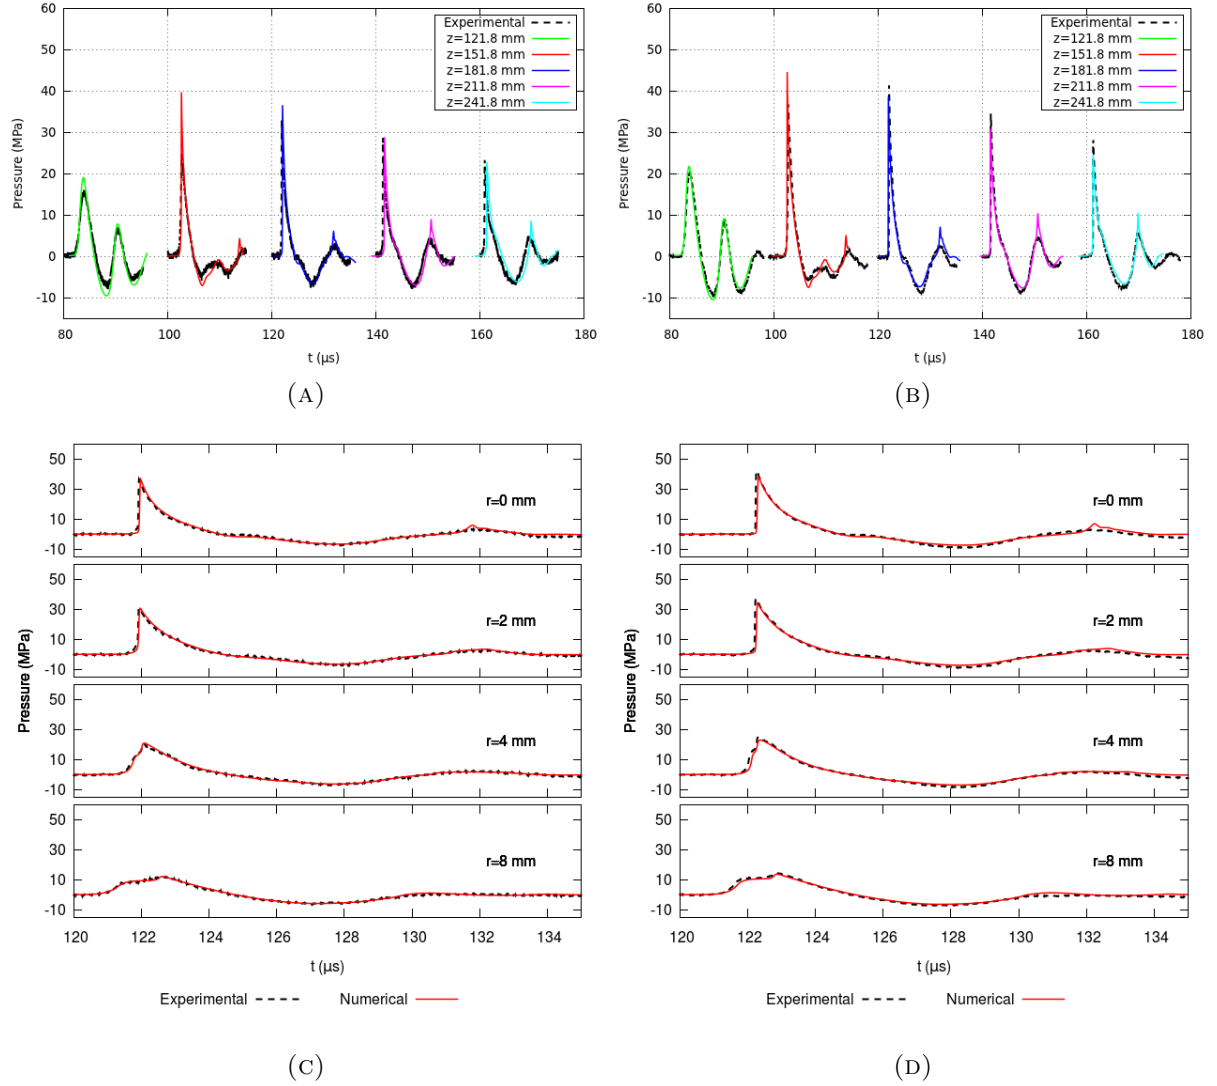 60
50
40
30
20
10
0
-10
80 100 120 140 160 180
Pressure (MPa)
t (µs)
Experimental
z=121.8 mm
z=151.8 mm
z=181.8 mm
z=211.8 mm
z=241.8 mm
(A)
60
50
40
30
20
10
0
-10
80 100 120 140 160 180
Pressure (MPa)
t (µs)
Experimental
z=121.8 mm
z=151.8 mm
z=181.8 mm
z=211.8 mm
z=241.8 mm
(B)
Pressure (MPa)
50
30
10
-10
r=0 mm
50
30
10
-10
r=2 mm
50
30
10
-10
r=4 mm
50
30
10
-10
r=8 mm
120 122 124 126 128 130 132 134
t (µs)
Experimental Numerical
(C)
Pressure (MPa)
50
30
10
-10
r=0 mm
50
30
10
-10
r=2 mm
50
30
10
-10
r=4 mm
50
30
10
-10
r=8 mm
120 122 124 126 128 130 132 134
t (µs)
Experimental Numerical
(D)